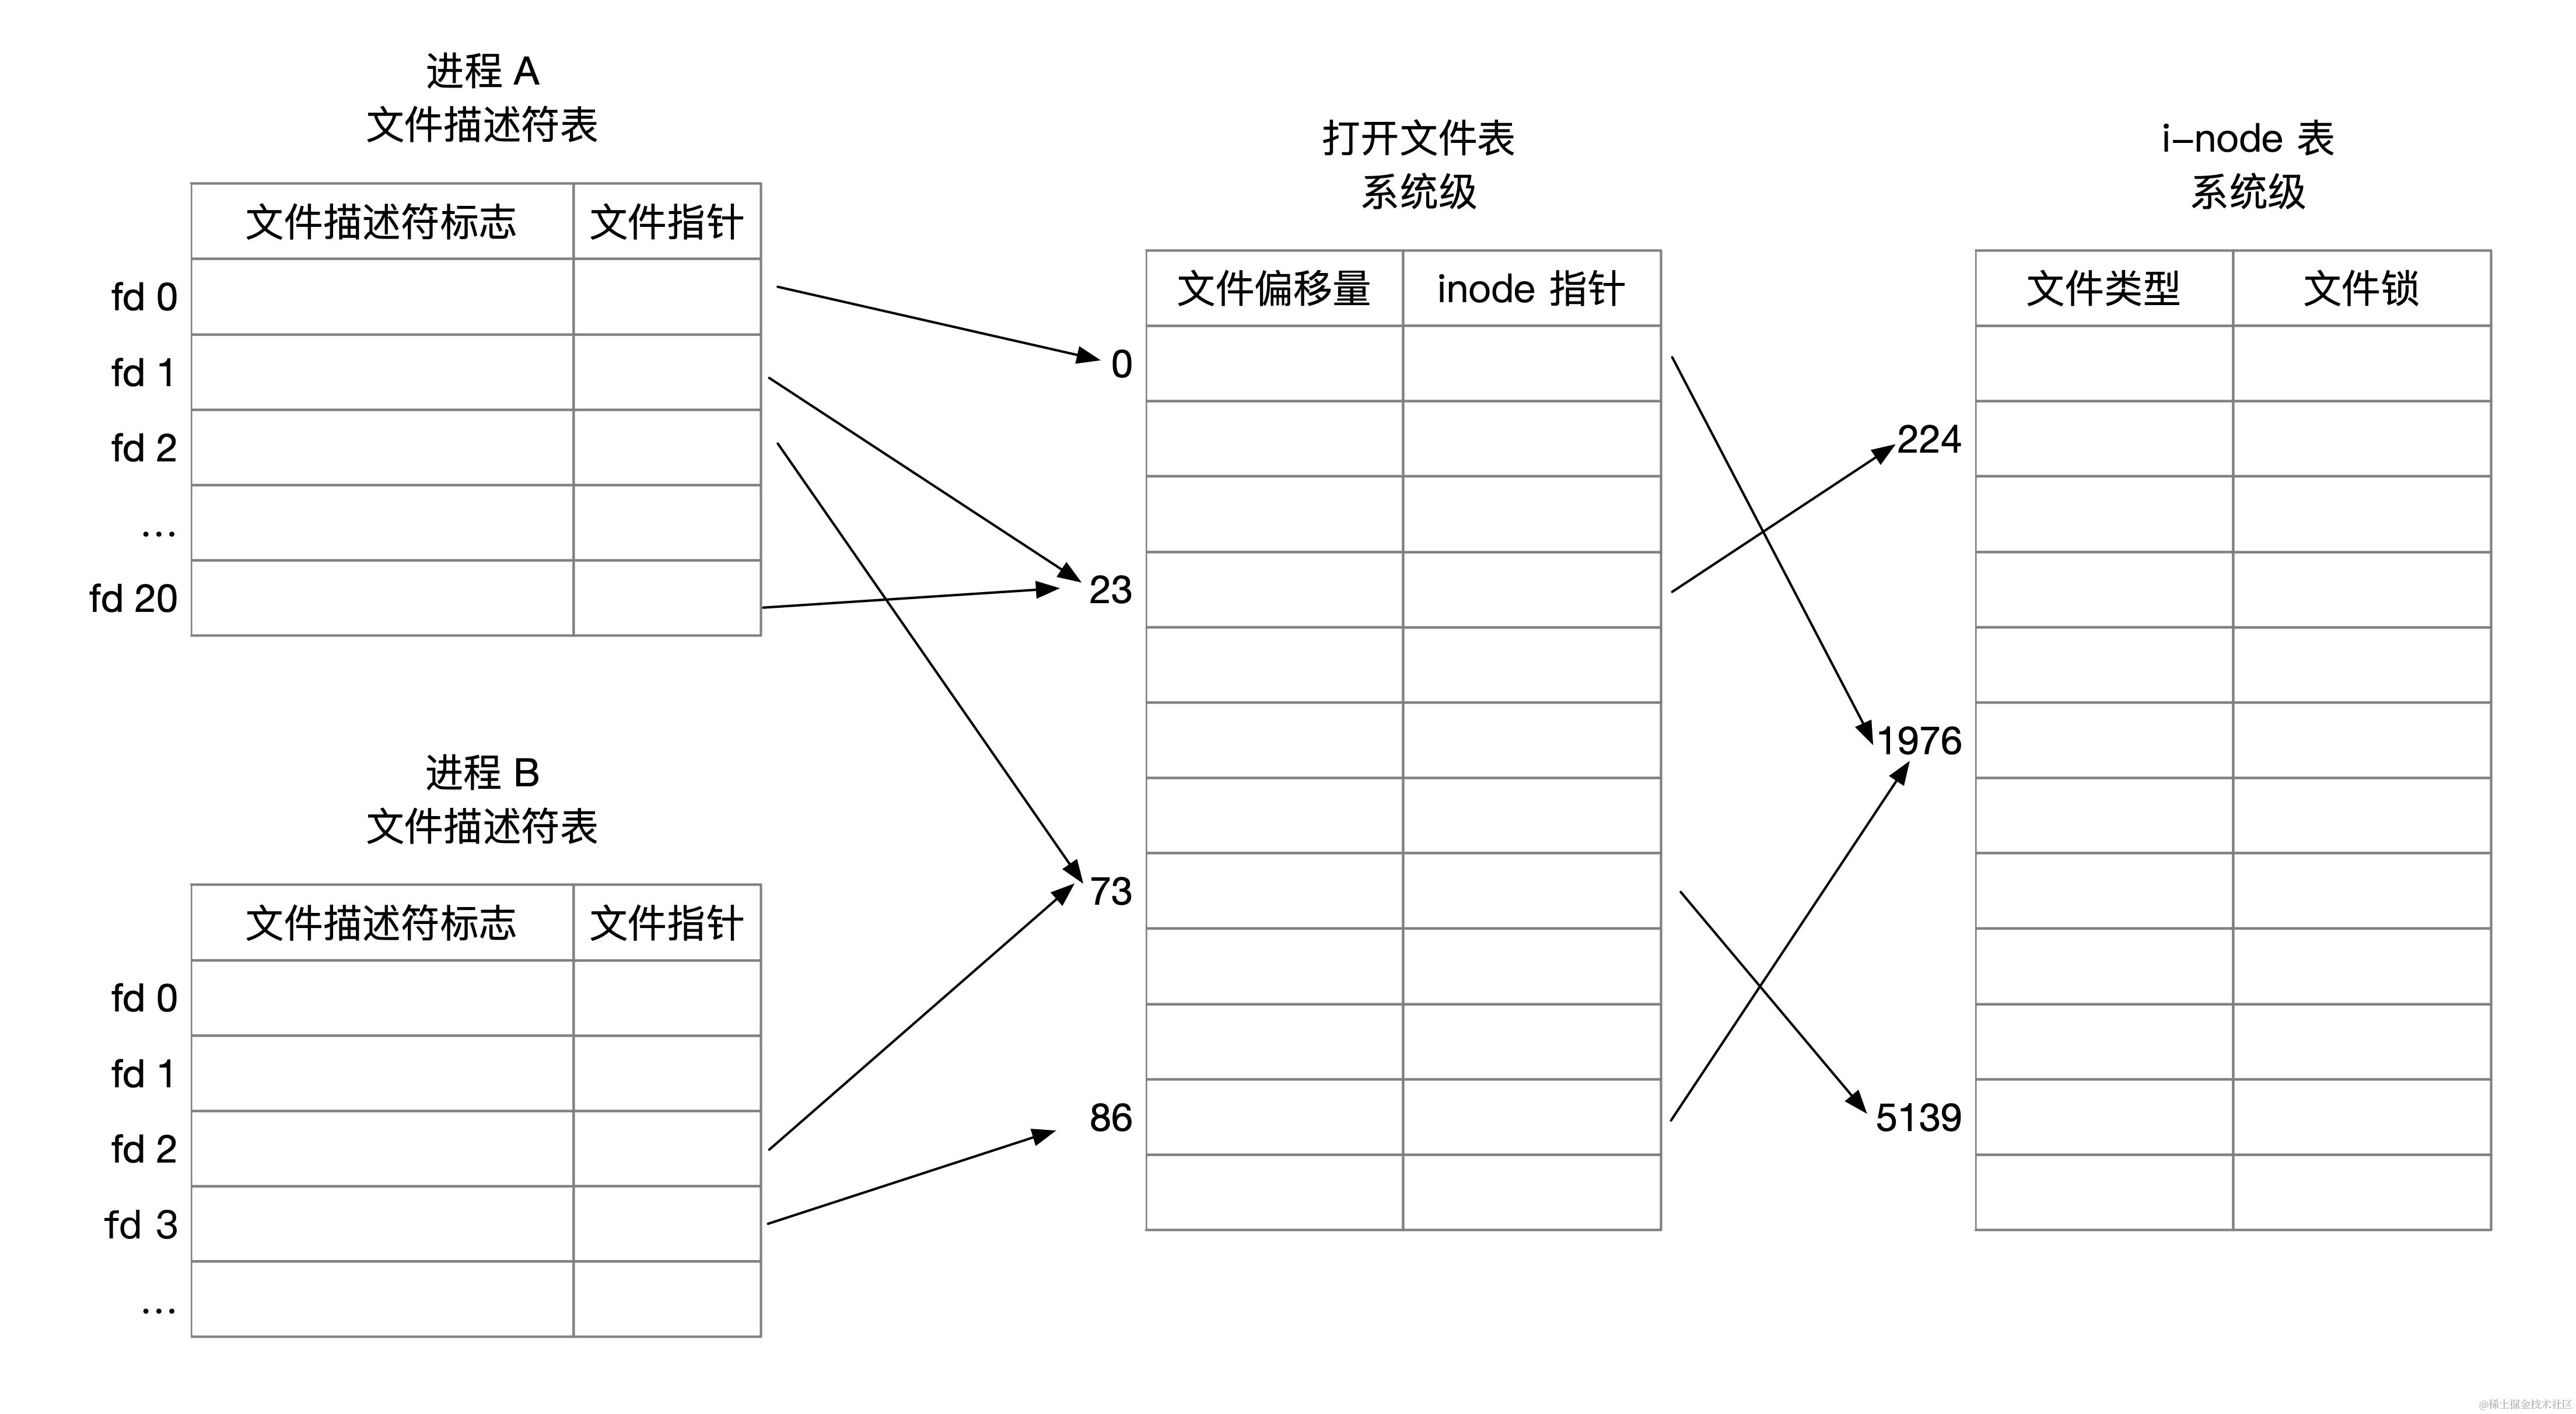 进程 A
文件描述符表
文件描述符标志 文件指针
fd 0
fd 1
fd 2
...
fd 20
进程 B
文件描述符表
文件描述符标志 文件指针
fd 0
fd 1
fd 2
fd 3
...
打开文件表
系统级
文件偏移量 inode 指针
0
23
73
86
i-node 表
系统级
文件类型 文件锁
224
1976
5139
@稀土掘金技术社区